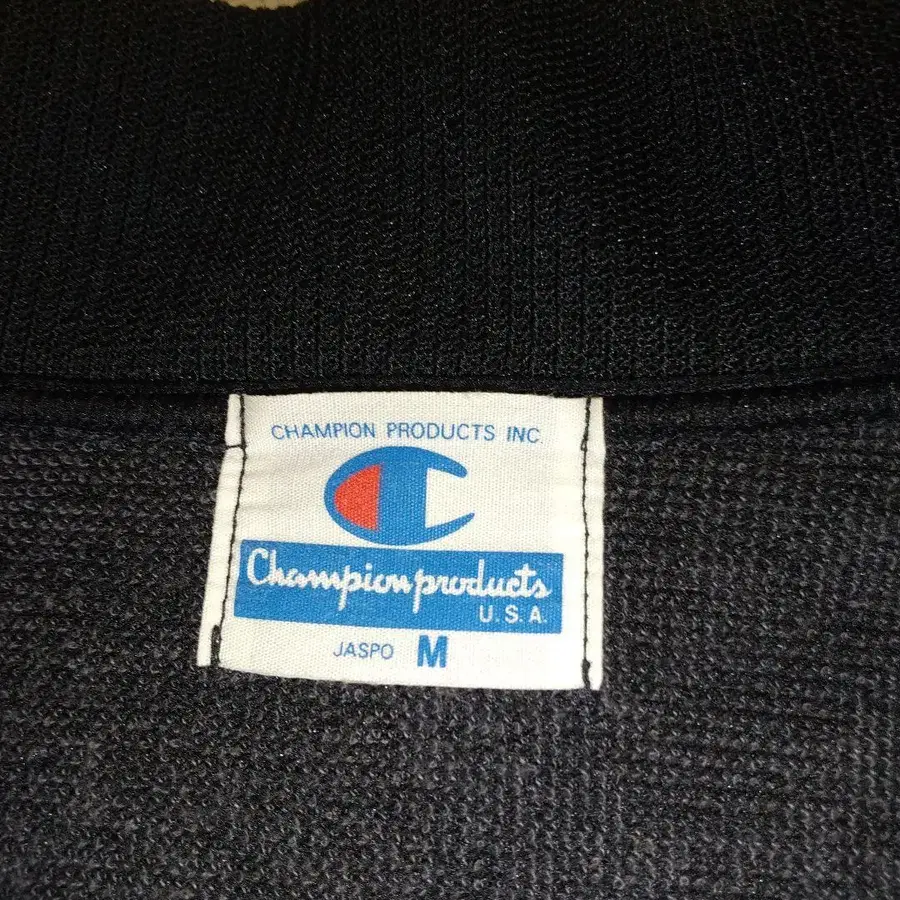 CHAMPION PRODUCTS INC.
Champion products
U.S.A.
JASPO M